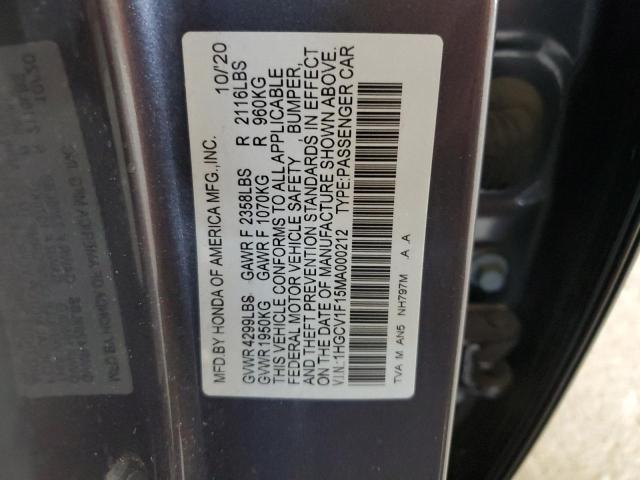 MFD.BY HONDA OF AMERICA MFG.,INC. 10/'20
GVWR 4299LBS GAWR F 2358LBS R 2116LBS
GVWR 1950KG GAWR F 1070KG R 960KG
THIS VEHICLE CONFORMS TO ALL APPLICABLE
FEDERAL MOTOR VEHICLE SAFETY , BUMPER,
AND THEFT PREVENTION STANDARDS IN EFFECT
ON THE DATE OF MANUFACTURE SHOWN ABOVE.
V.I.N.:1HGCV1F15MA000212 TYPE:PASSENGER CAR
TVA M AN5 NH797M .A .A